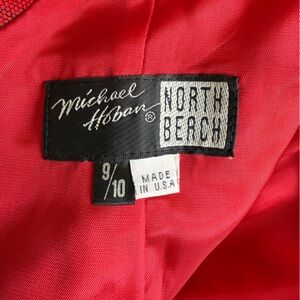 Michael
Hoban®
NORTH
BEACH
9/10
MADE
IN U.S.A